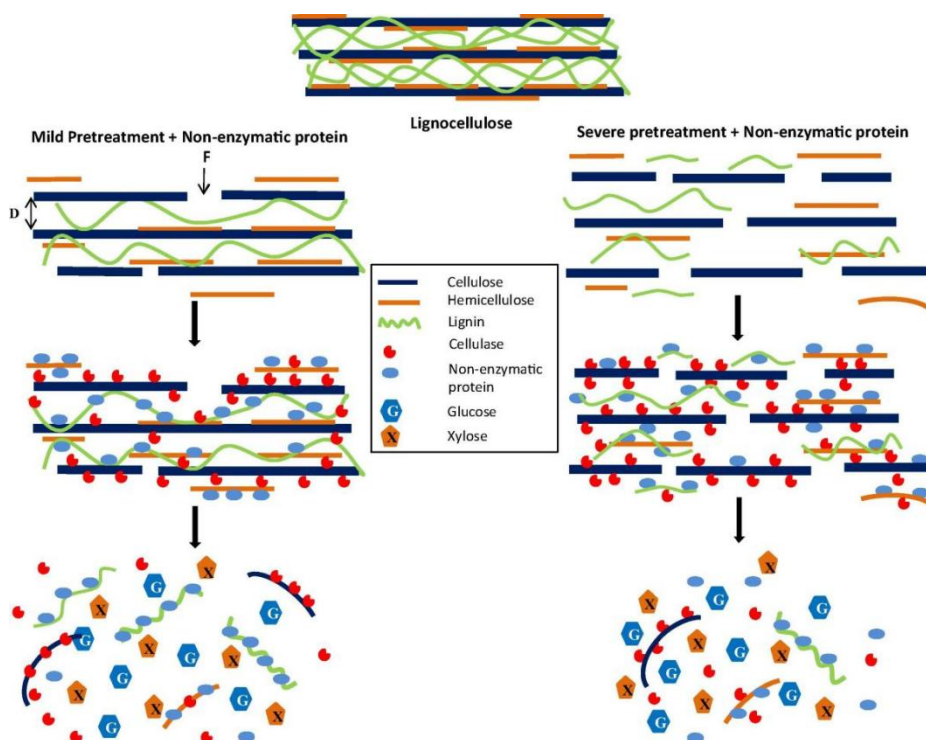 Lignocellulose
Mild Pretreatment + Non-enzymatic protein
Severe pretreatment + Non-enzymatic protein
F
D
Cellulose
Hemicellulose
Lignin
Cellulase
Non-enzymatic
protein
G Glucose
X Xylose
X
G
X
G
G
X
G
X
X
G
X
G
X
X
G
X
G
G
X
G
X
G
G
X
G
X
G